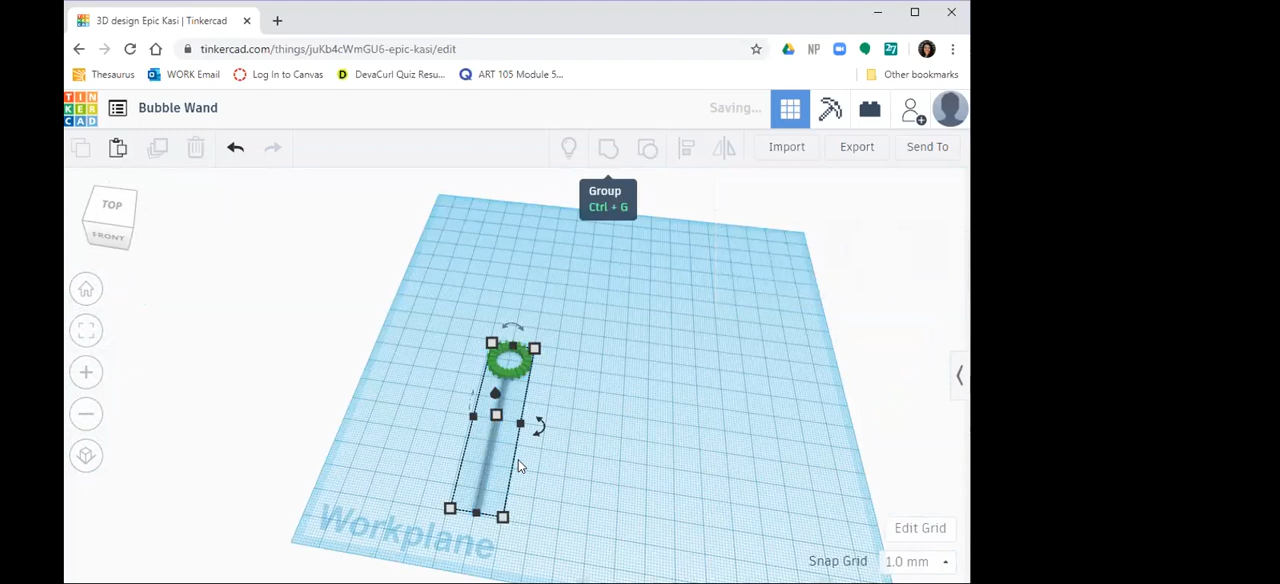 3D design Epic Kasi | Tinkercad
tinkercad.com/things/juKb4cWmGU6-epic-kasi/edit
NP
27
Thesaurus
WORK Email
Log In to Canvas
D
DevaCurl Quiz Resu...
Q
ART 105 Module 5...
Other bookmarks
TIN
KER
CAD
Bubble Wand
Saving...
Import
Export
Send To
Group
Ctrl + G
TOP
FRONT
Workplane
Edit Grid
Snap Grid 1.0 mm